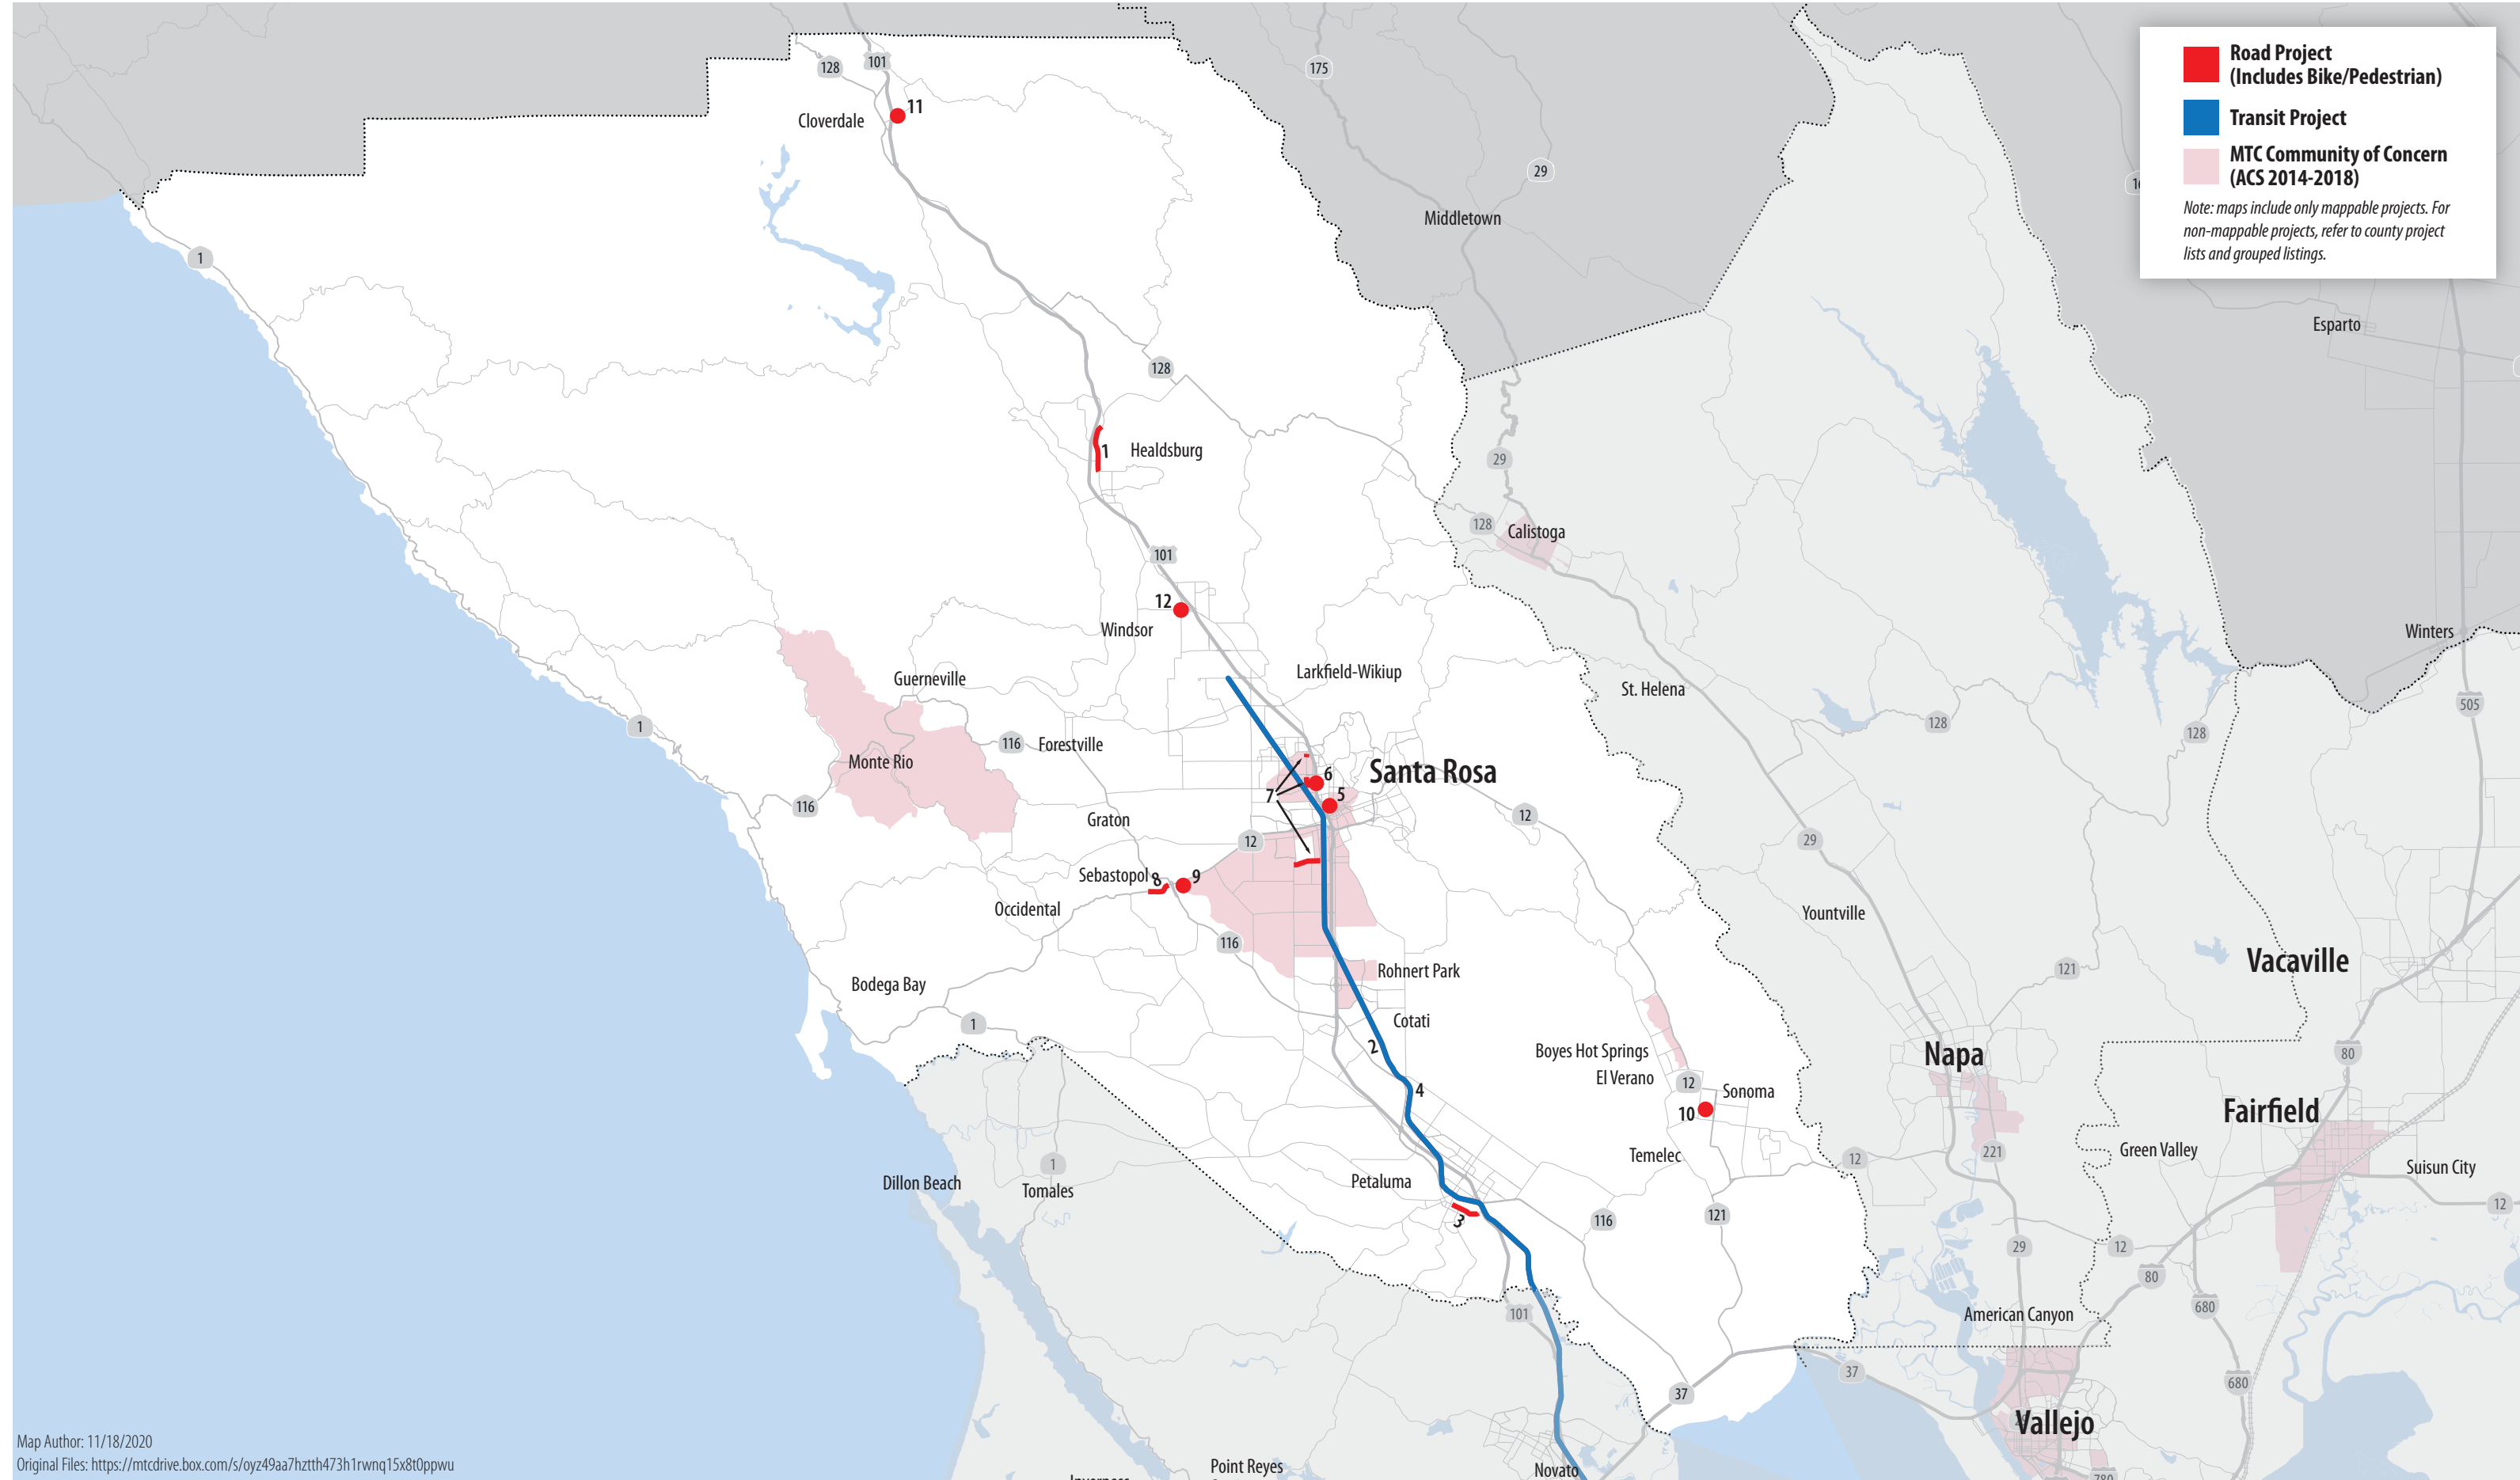 Road Project
(Includes Bike/Pedestrian)
Transit Project
MTC Community of Concern
(ACS 2014-2018)
Note: maps include only mappable projects. For
non-mappable projects, refer to county project
lists and grouped listings.
128
101
175
11
Cloverdale
29
Middletown
1
Esparto
128
1
Healdsburg
29
128
Calistoga
101
12
Windsor
Winters
Larkfield-Wikiup
Guerneville
St. Helena
505
1
116
Forestville
128
128
Monte Rio
6
Santa Rosa
7
5
116
Graton
12
12
29
Sebastopol
8
9
Occidental
Yountville
116
Vacaville
Rohnert Park
121
Bodega Bay
1
Cotati
2
Boyes Hot Springs
Napa
80
El Verano
12
4
Sonoma
10
Fairfield
Temelec
12
221
Green Valley
Suisun City
1
Dillon Beach
Tomales
Petaluma
3
116
121
12
29
12
80
101
American Canyon
680
37
37
680
Vallejo
Map Author: 11/18/2020
Original Files: https://mtcdrive.box.com/s/oyz49aa7hztth473h1rwnq15x8t0ppwu
Point Reyes
Novato